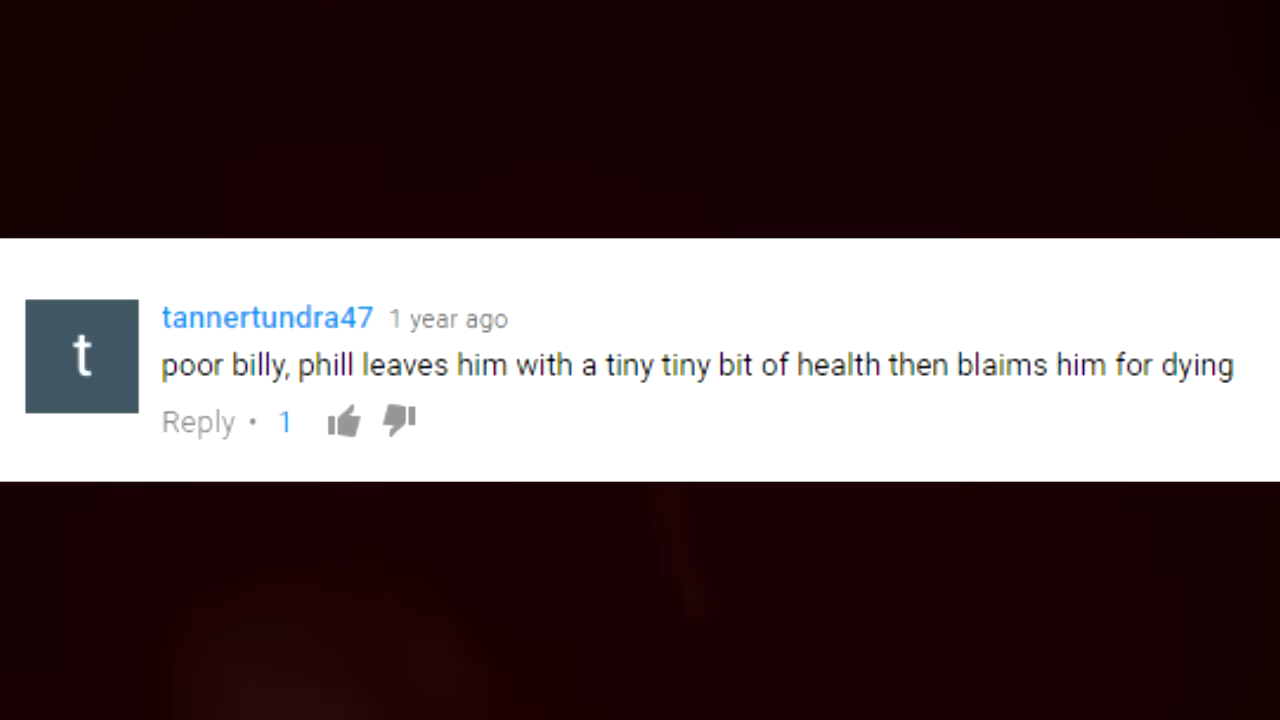 t
tannertundra47 1 year ago
poor billy, phill leaves him with a tiny tiny bit of health then blaims him for dying
Reply • 1